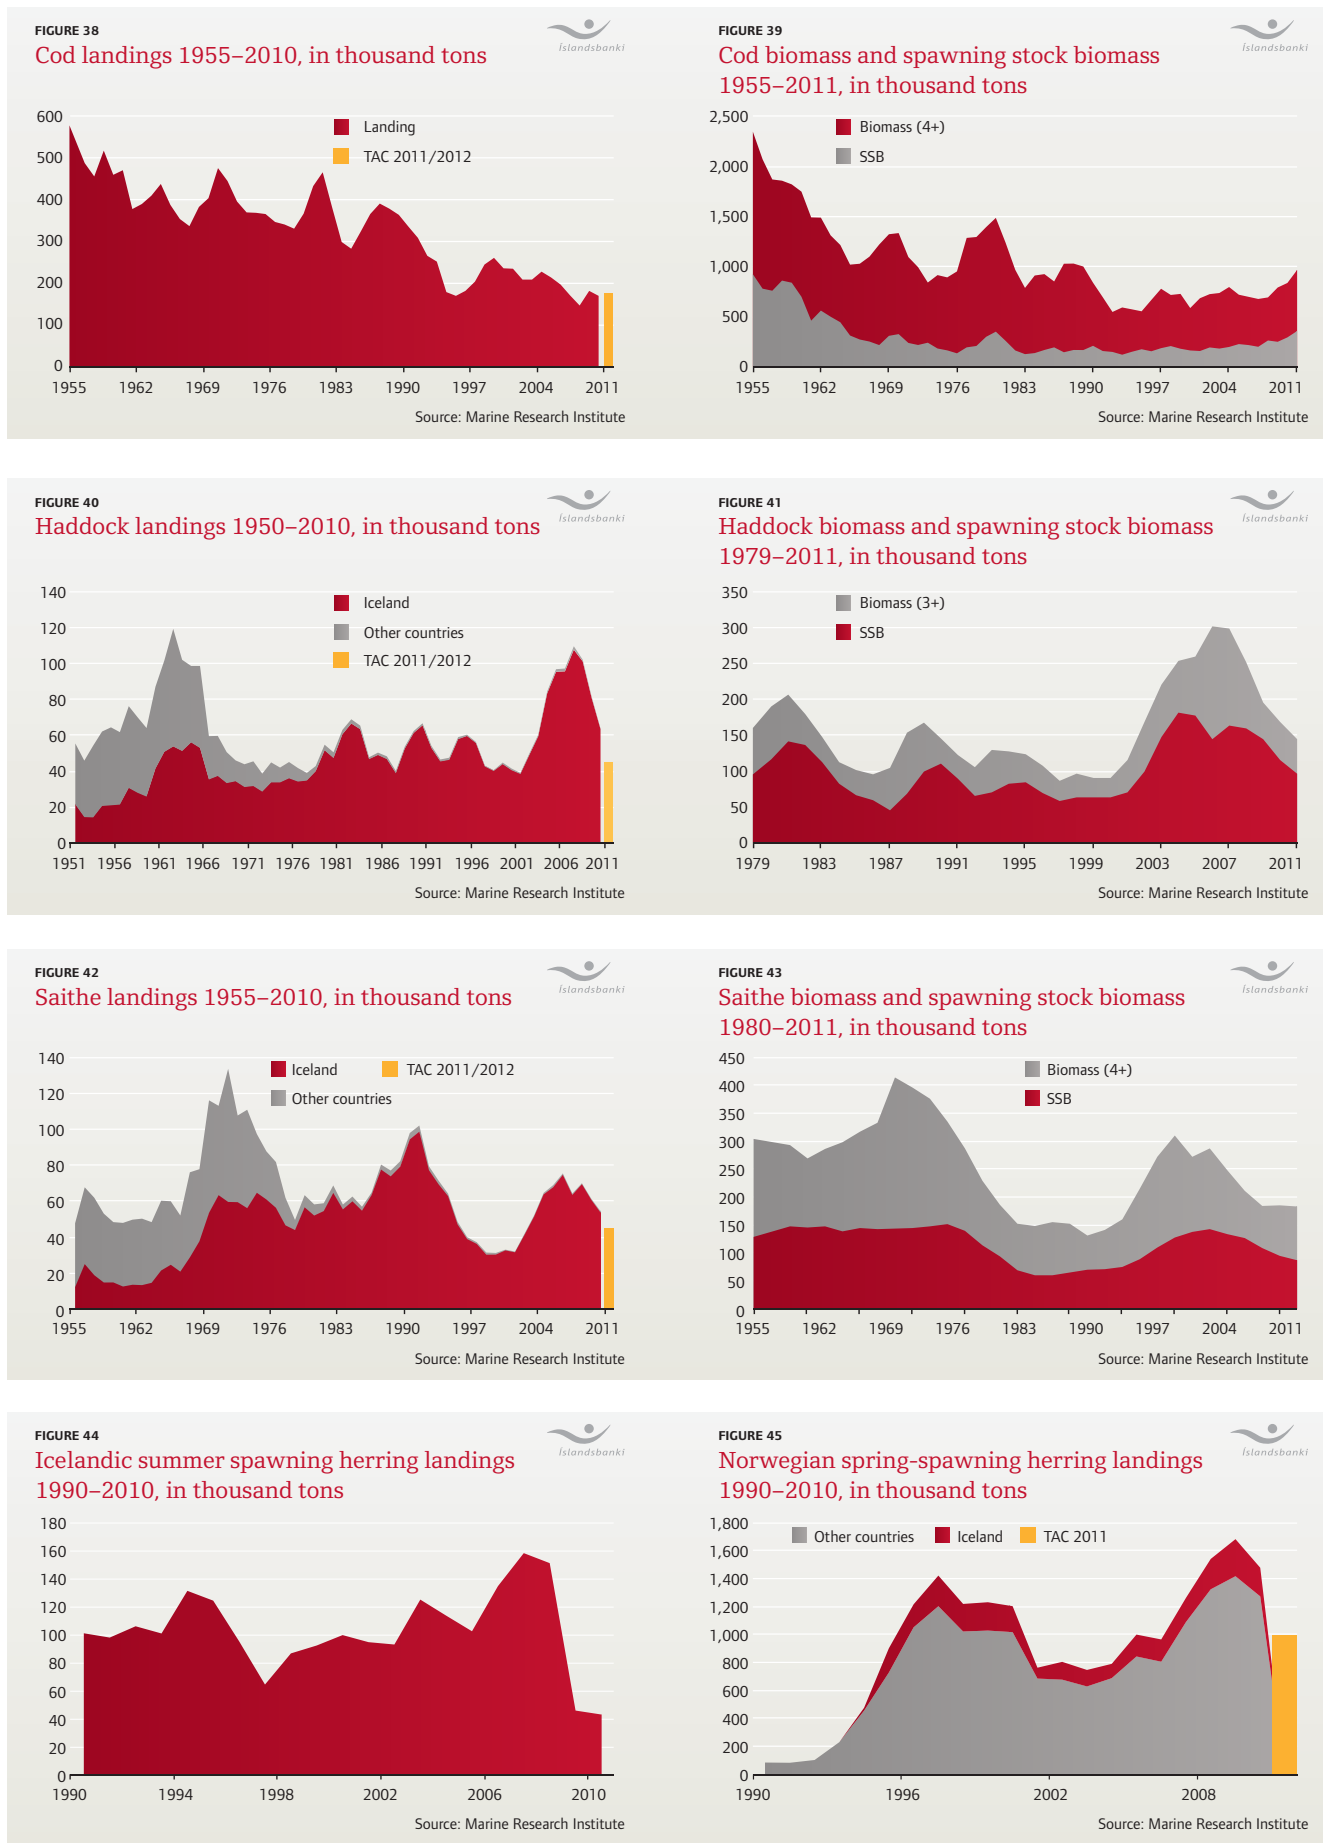 FIGURE 38
Cod landings 1955–2010, in thousand tons
Íslandsbanki
Landing
TAC 2011/2012
600
500
400
300
200
100
0
1955 1962 1969 1976 1983 1990 1997 2004 2011
Source: Marine Research Institute
FIGURE 39
Cod biomass and spawning stock biomass
1955–2011, in thousand tons
Íslandsbanki
Biomass (4+)
SSB
2,500
2,000
1,500
1,000
500
0
1955 1962 1969 1976 1983 1990 1997 2004 2011
Source: Marine Research Institute
FIGURE 40
Haddock landings 1950–2010, in thousand tons
Íslandsbanki
Iceland
Other countries
TAC 2011/2012
140
120
100
80
60
40
20
0
1951 1956 1961 1966 1971 1976 1981 1986 1991 1996 2001 2006 2011
Source: Marine Research Institute
FIGURE 41
Haddock biomass and spawning stock biomass
1979–2011, in thousand tons
Íslandsbanki
Biomass (3+)
SSB
350
300
250
200
150
100
50
0
1979 1983 1987 1991 1995 1999 2003 2007 2011
Source: Marine Research Institute
FIGURE 42
Saithe landings 1955–2010, in thousand tons
Íslandsbanki
Iceland TAC 2011/2012
Other countries
140
120
100
80
60
40
20
0
1955 1962 1969 1976 1983 1990 1997 2004 2011
Source: Marine Research Institute
FIGURE 43
Saithe biomass and spawning stock biomass
1980–2011, in thousand tons
Íslandsbanki
Biomass (4+)
SSB
450
400
350
300
250
200
150
100
50
0
1955 1962 1969 1976 1983 1990 1997 2004 2011
Source: Marine Research Institute
FIGURE 44
Icelandic summer spawning herring landings
1990–2010, in thousand tons
Íslandsbanki
180
160
140
120
100
80
60
40
20
0
1990 1994 1998 2002 2006 2010
Source: Marine Research Institute
FIGURE 45
Norwegian spring-spawning herring landings
1990–2010, in thousand tons
Íslandsbanki
Other countries Iceland TAC 2011
1,800
1,600
1,400
1,200
1,000
800
600
400
200
0
1990 1996 2002 2008
Source: Marine Research Institute